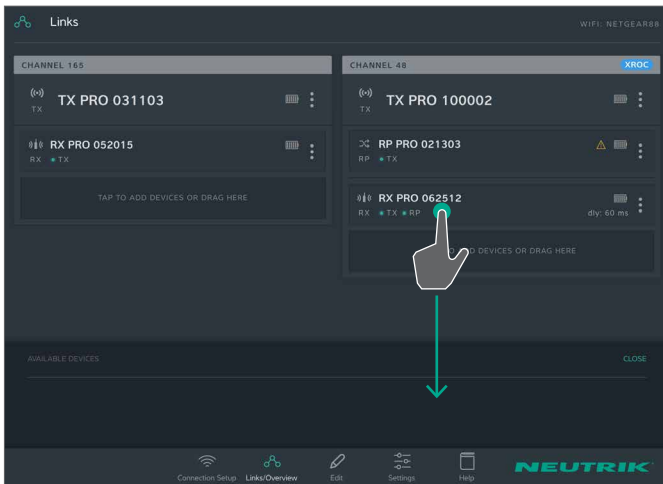 Links
WIFI: NETGEAR88
CHANNEL 165
TX PRO 031103
TX
RX PRO 052015
RX TX
TAP TO ADD DEVICES OR DRAG HERE
CHANNEL 48 XROC
TX PRO 100002
TX
RP PRO 021303
RP TX
RX PRO 062512
RX TX RP dly: 60 ms
O ADD DEVICES OR DRAG HERE
AVAILABLE DEVICES CLOSE
Connection Setup Links/Overview Edit Settings Help
NEUTRIK